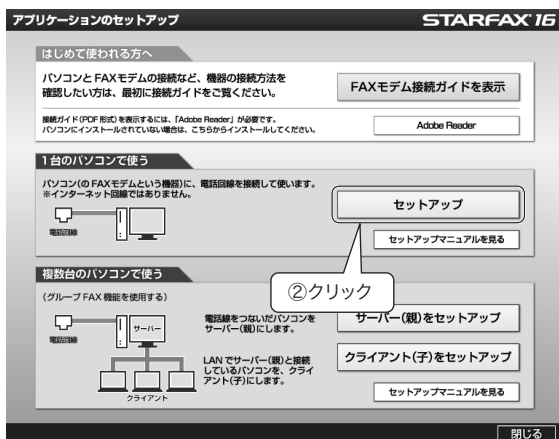 アプリケーションのセットアップ
STARFAX 16
はじめて使われる方へ
パソコンとFAXモデムの接続など、機器の接続方法を
確認したい方は、最初に接続ガイドをご覧ください。
FAXモデム接続ガイドを表示
接続ガイド(PDF形式)を表示するには、「Adobe Reader」が必要です。
パソコンにインストールされていない場合は、こちらからインストールしてください。
Adobe Reader
1台のパソコンで使う
パソコン(のFAXモデムという機器)に、電話回線を接続して使います。
※インターネット回線ではありません。
セットアップ
電話回線
セットアップマニュアルを見る
複数台のパソコンで使う
②クリック
(グループFAX機能を使用する)
電話線をつないだパソコンを
サーバー(親)にします。
サーバー(親)をセットアップ
サーバー
電話回線
LANでサーバー(親)と接続
しているパソコンを、クライ
アント(子)にします。
クライアント(子)をセットアップ
クライアント
セットアップマニュアルを見る
閉じる